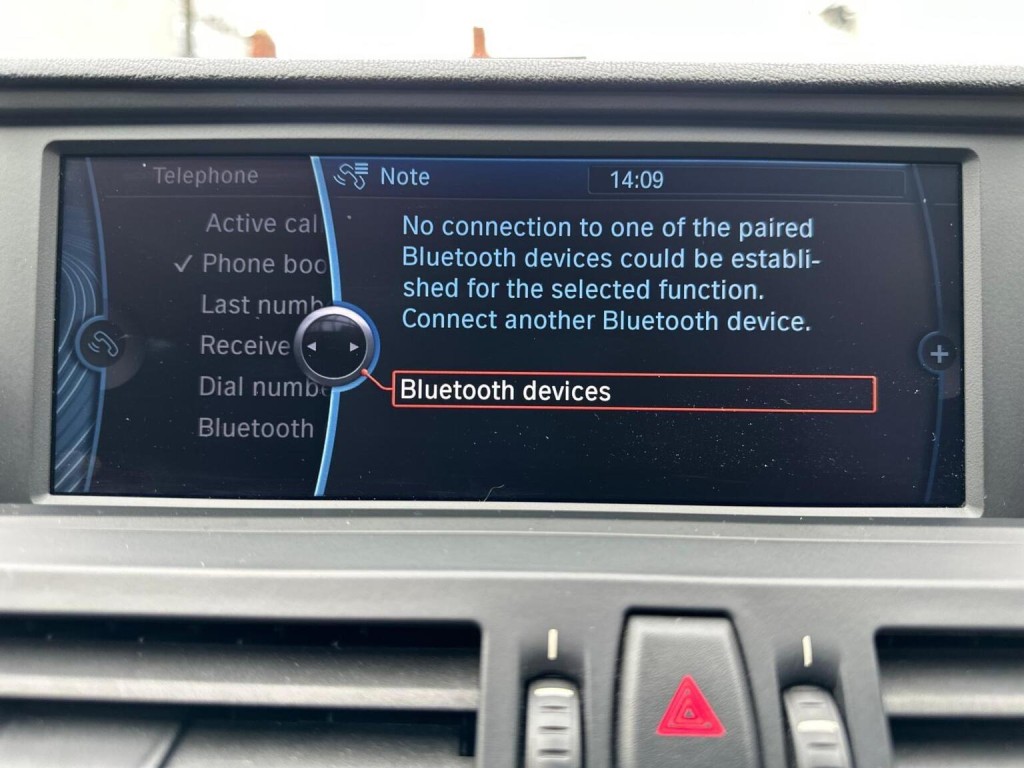 Telephone
Note
14:09
Active cal
Phone boo
Last numb
Receive
Dial numb
Bluetooth
No connection to one of the paired
Bluetooth devices could be establi-
shed for the selected function.
Connect another Bluetooth device.
Bluetooth devices